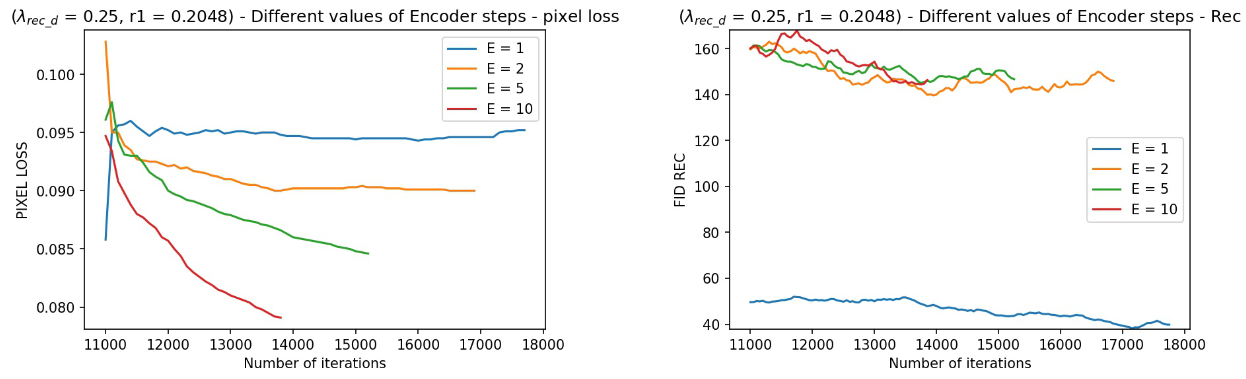 (λrec_d = 0.25, r1 = 0.2048) - Different values of Encoder steps - pixel loss
PIXEL LOSS
0.100
0.095
0.090
0.085
0.080
E = 1
E = 2
E = 5
E = 10
11000 12000 13000 14000 15000 16000 17000 18000
Number of iterations
(λrec_d = 0.25, r1 = 0.2048) - Different values of Encoder steps - Rec
FID REC
160
140
120
100
80
60
40
E = 1
E = 2
E = 5
E = 10
11000 12000 13000 14000 15000 16000 17000 18000
Number of iterations